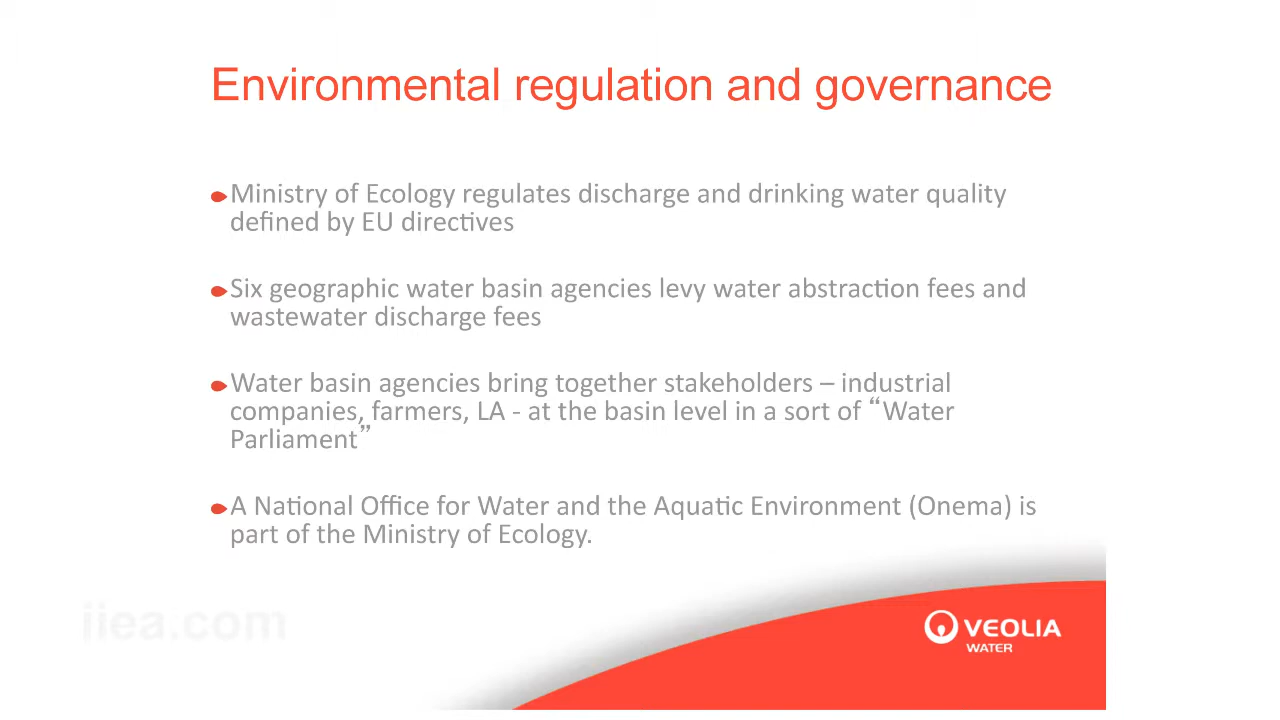 Environmental regulation and governance
Ministry of Ecology regulates discharge and drinking water quality
defined by EU directives
Six geographic water basin agencies levy water abstraction fees and
wastewater discharge fees
Water basin agencies bring together stakeholders – industrial
companies, farmers, LA - at the basin level in a sort of “Water
Parliament”
A National Office for Water and the Aquatic Environment (Onema) is
part of the Ministry of Ecology.
iiea.com
VEOLIA
WATER